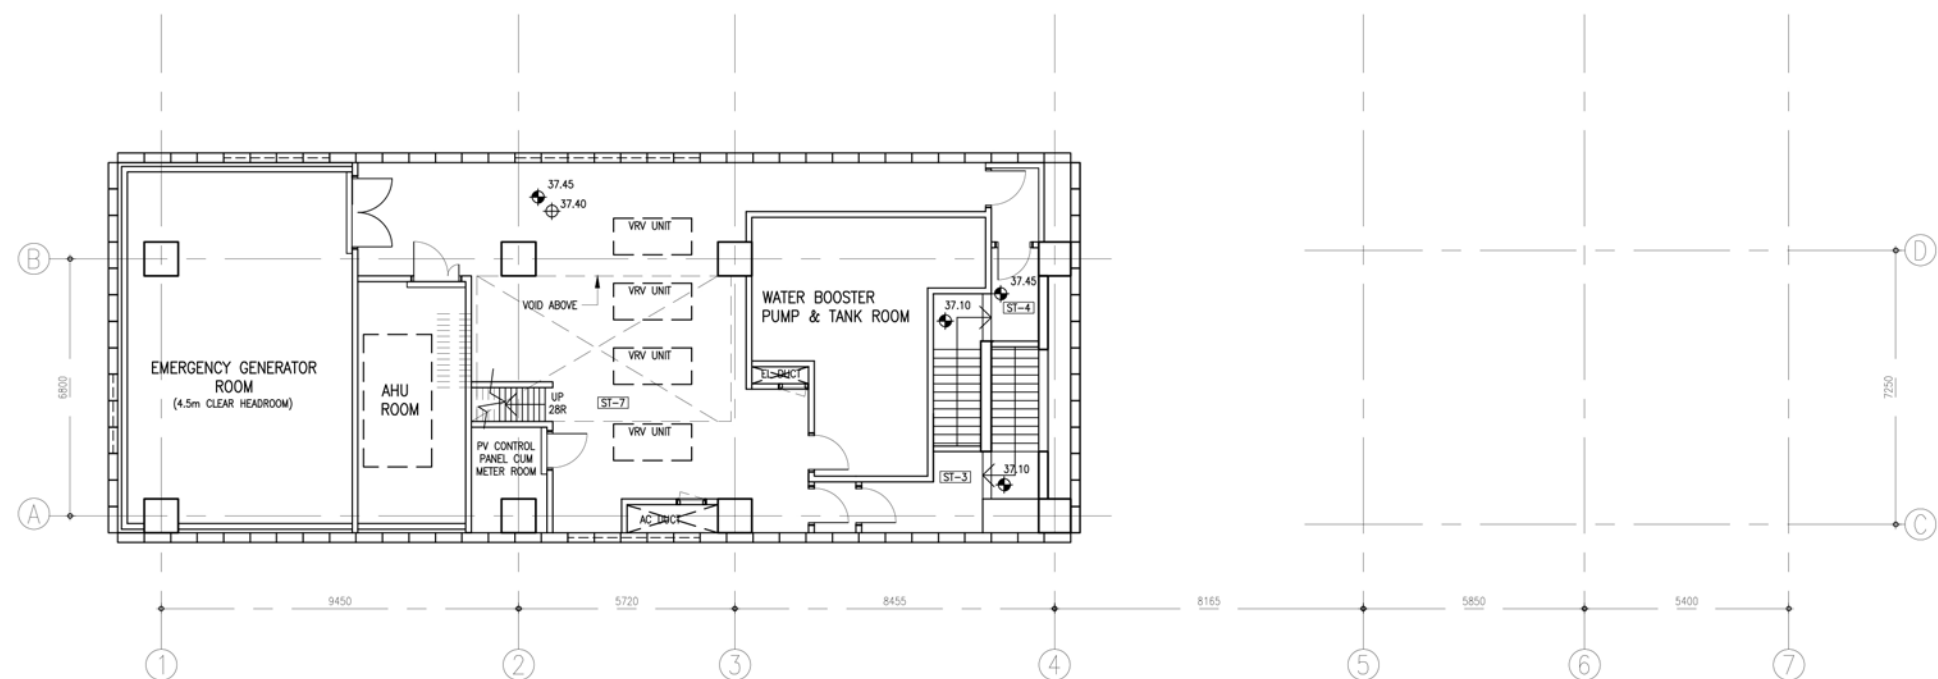 37.45
37.40
VRV UNIT
B
D
VRV UNIT
VOID ABOVE
WATER BOOSTER
PUMP & TANK ROOM
37.45
37.10
ST-4
VRV UNIT
EMERGENCY GENERATOR
ROOM
(4.5m CLEAR HEADROOM)
AHU
ROOM
EL DUCT
6800
7250
UP
28R
ST-7
VRV UNIT
PV CONTROL
PANEL CUM
METER ROOM
ST-3
37.10
A
AC DUCT
C
9450
5720
8455
8165
5850
5400
1
2
3
4
5
6
7